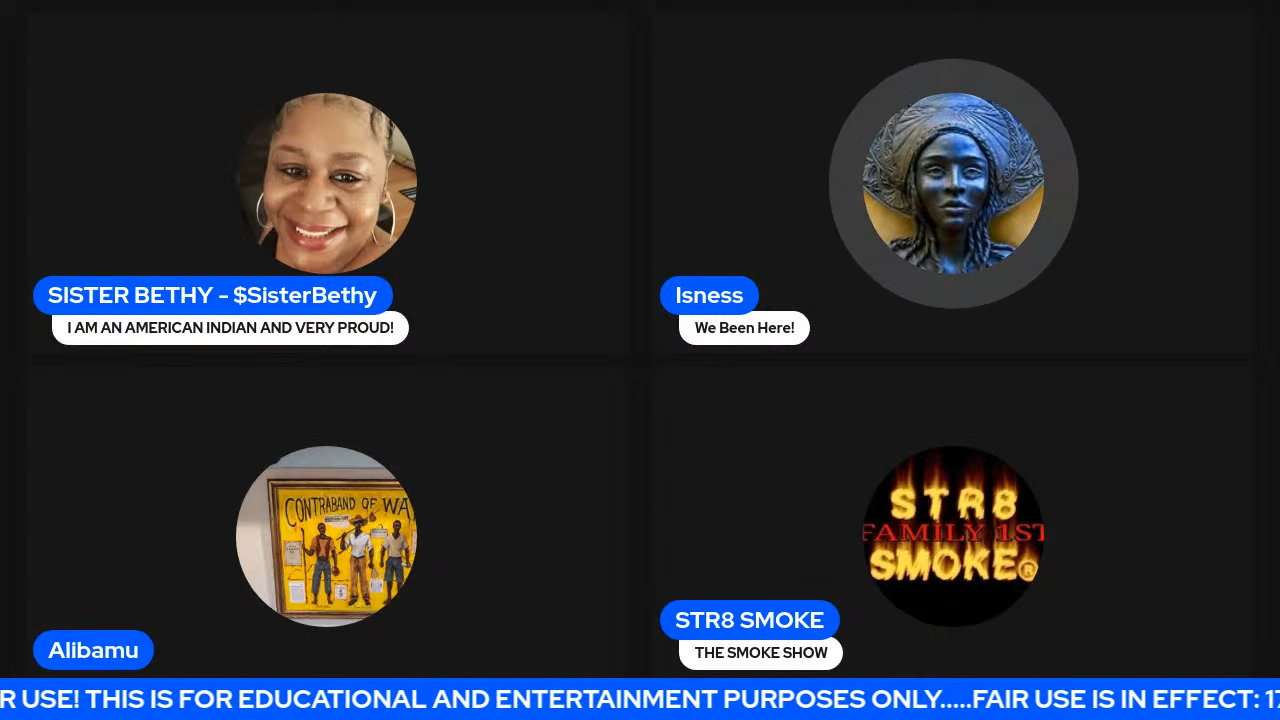 SISTER BETHY - $SisterBethy
I AM AN AMERICAN INDIAN AND VERY PROUD!
Isness
We Been Here!
CONTRABAND OF WA
Alibamu
STR8
FAMILY 1ST
SMOKE®
STR8 SMOKE
THE SMOKE SHOW
R USE! THIS IS FOR EDUCATIONAL AND ENTERTAINMENT PURPOSES ONLY.....FAIR USE IS IN EFFECT: 17